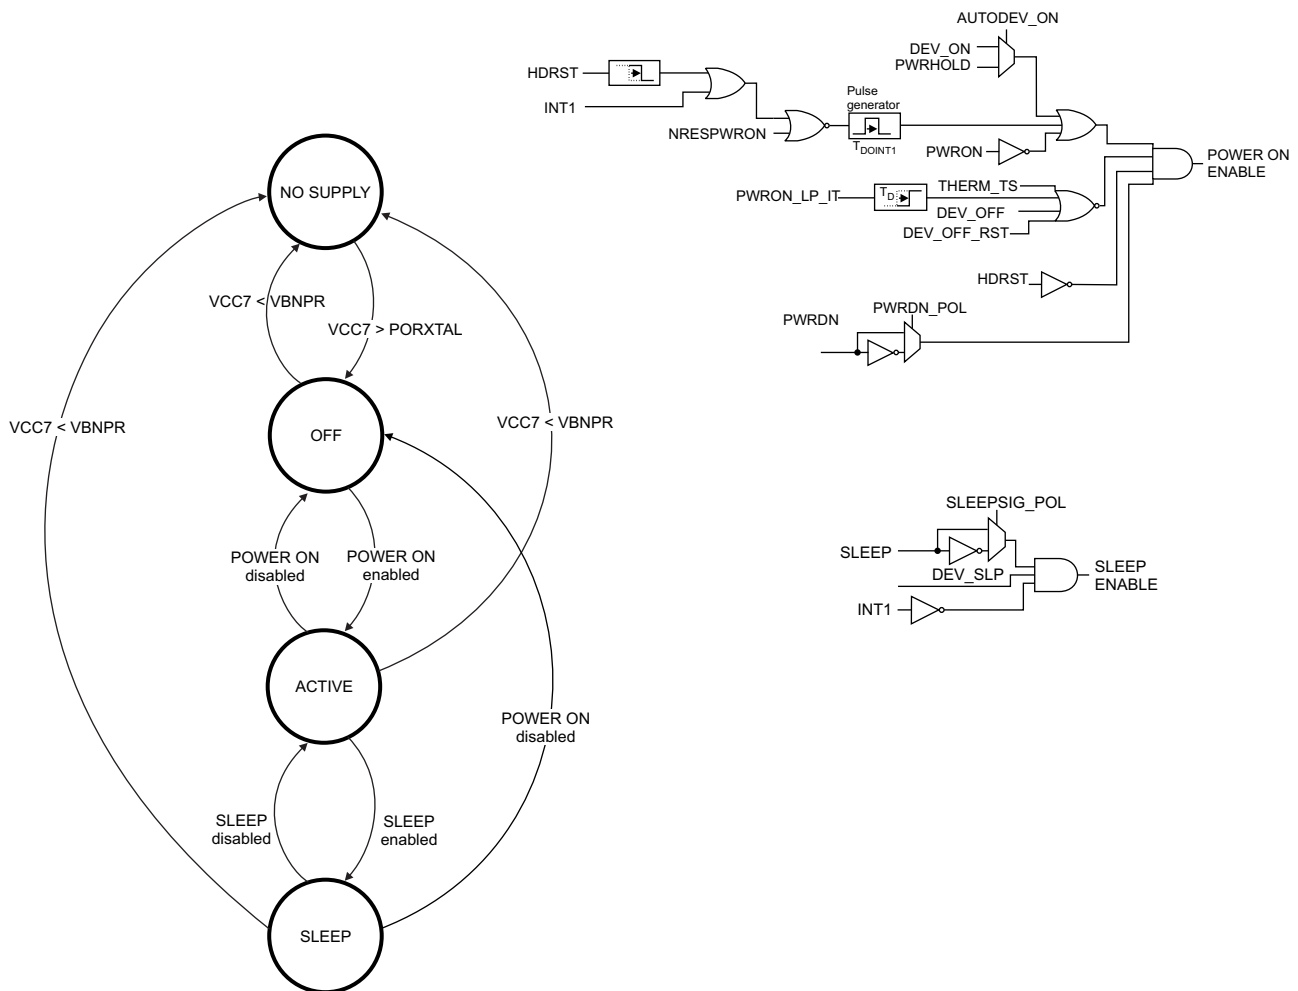 AUTODEV_ON
DEV_ON
PWRHOLD
HDRST
INT1
Pulse
generator
NRESPWRON
TDOINT1
PWRON
POWER ON
ENABLE
PWRON_LP_IT
TD
THERM_TS
DEV_OFF
DEV_OFF_RST
HDRST
PWRDN
PWRDN_POL
NO SUPPLY
VCC7 < VBNPR
VCC7 > PORXTAL
VCC7 < VBNPR
VCC7 < VBNPR
OFF
POWER ON
disabled
POWER ON
enabled
SLEEPSIG_POL
SLEEP
DEV_SLP
INT1
SLEEP
ENABLE
ACTIVE
POWER ON
disabled
SLEEP
disabled
SLEEP
enabled
SLEEP